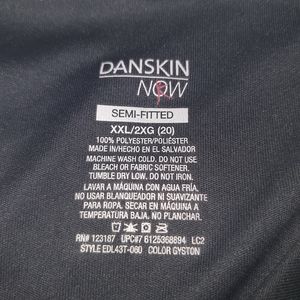 DANSKIN
NOW
SEMI-FITTED
XXL/2XG (20)
100% POLYESTER/POLIÉSTER
MADE IN/HECHO EN EL SALVADOR
MACHINE WASH COLD. DO NOT USE
BLEACH OR FABRIC SOFTENER.
TUMBLE DRY LOW. DO NOT IRON.
LAVAR A MÁQUINA CON AGUA FRÍA.
NO USAR BLANQUEADOR NI SUAVIZANTE
PARA ROPA. SECAR EN MÁQUINA A
TEMPERATURA BAJA. NO PLANCHAR.
RN# 123187 UPC#7 6125368694 LC2
STYLE EDL43T-060 COLOR GYSTON